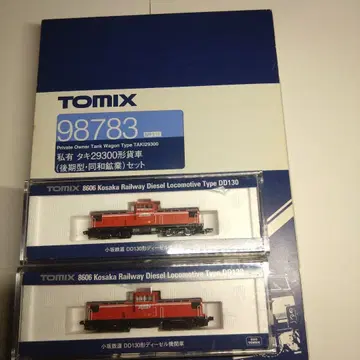 TOMIX
98783
Private Owner Tank Wagon Type TAKI29300
私有 タキ29300形貨車
(後期型・同和鉱業)セット
TOMIX 8606 Kosaka Railway Diesel Locomotive Type DD130
小坂鉄道 DD130形ディーゼル機関車
TOMIX 8606 Kosaka Railway Diesel Locomotive Type DD130
小坂鉄道 DD130形ディーゼル機関車